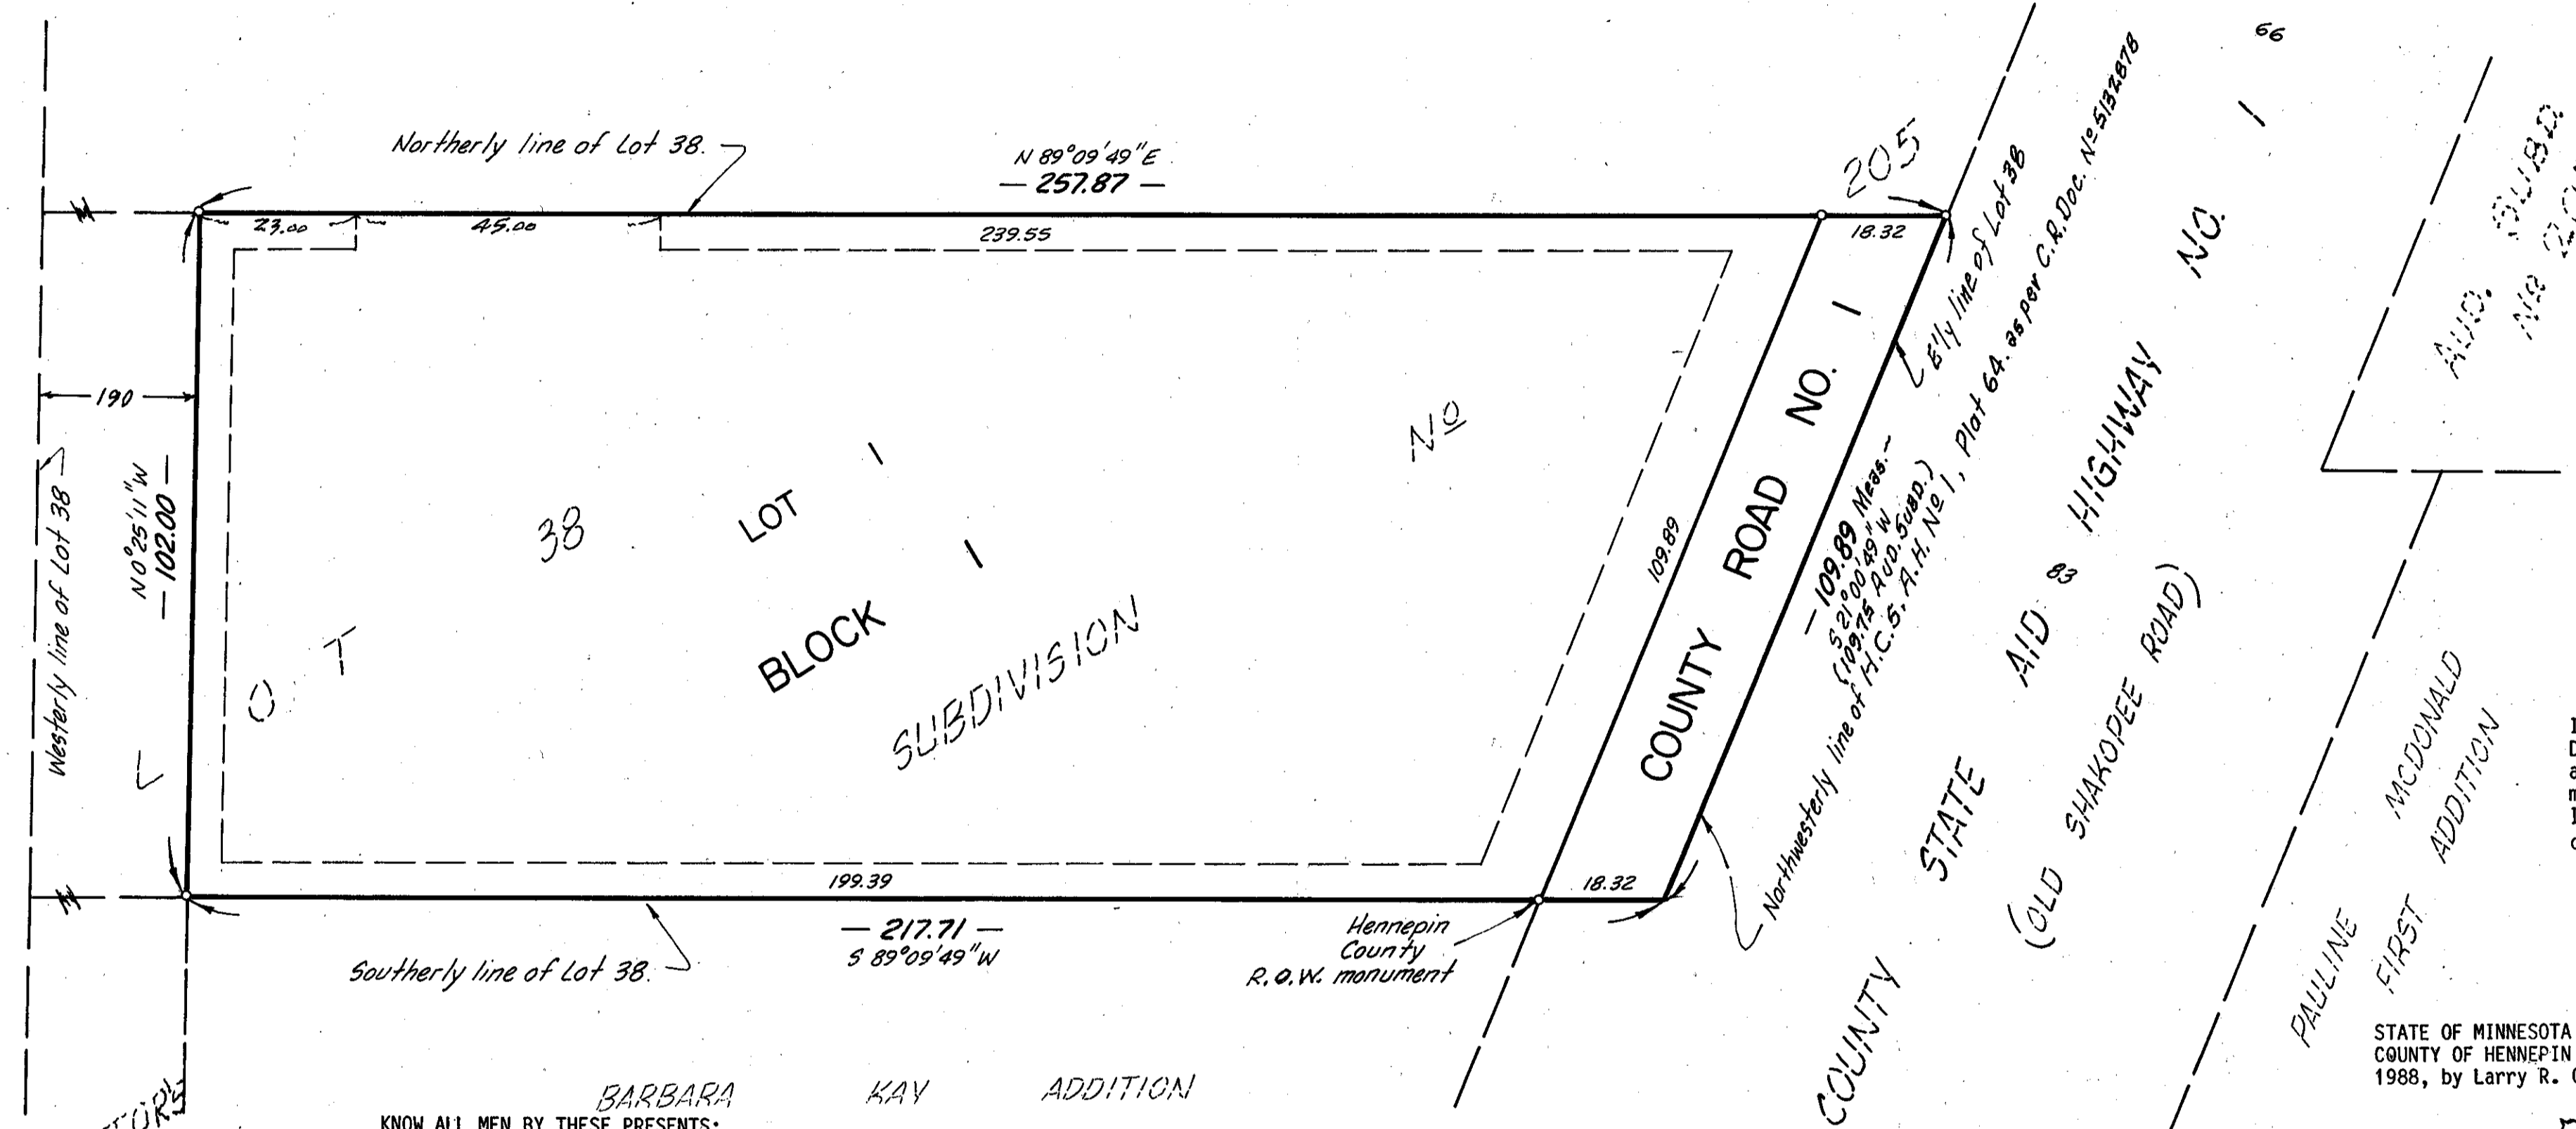 66
Northerly line of Lot 38.
N 89°09'49"E
— 257.87 —
205
23.00
45.00
239.55
18.32
E'ly line of Lot 38
Northwesterly line of H.C.S.A.H. Nº 1, Plat 64. as per C.R.Doc. Nº 5132878
AUD. SUBD.
Nº
190
Westerly line of Lot 38
N 0°25'11"W
— 102.00 —
L O T
38
LOT 1
BLOCK 1
SUBDIVISION
Nº
109.89
COUNTY ROAD NO. 1
— 109.89 Meas. —
S 21°00'49" W
(109.75 AUD. SUBD.)
COUNTY STATE AID HIGHWAY NO. 1
83
(OLD SHAKOPEE ROAD)
PAULINE MCDONALD
FIRST ADDITION
199.39
18.32
— 217.71 —
S 89°09'49"W
Southerly line of Lot 38.
Hennepin
County
R.O.W. monument
BARBARA KAY ADDITION
TOR'S
KNOW ALL MEN BY THESE PRESENTS:
STATE OF MINNESOTA
COUNTY OF HENNEPIN
1988, by Larry R.